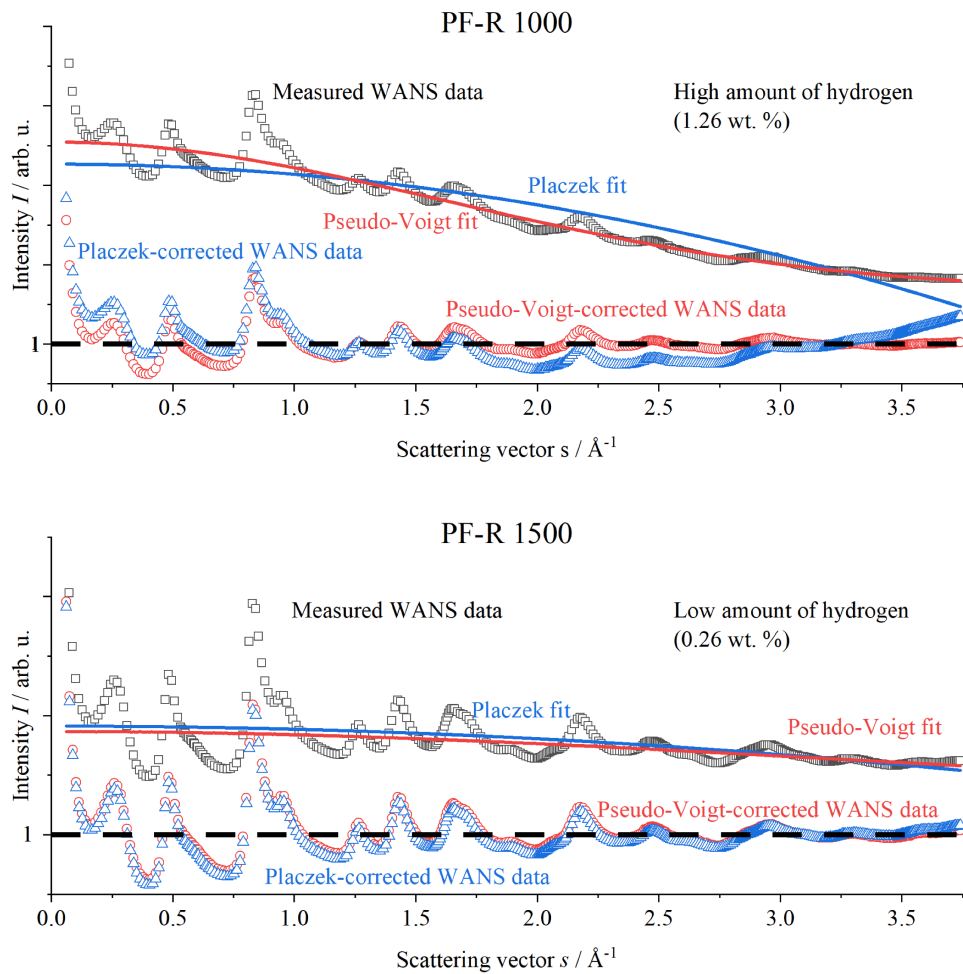 PF-R 1000
Measured WANS data
High amount of hydrogen
(1.26 wt. %)
Placzek fit
Pseudo-Voigt fit
Placzek-corrected WANS data
Pseudo-Voigt-corrected WANS data
Intensity I / arb. u.
1
0.0 0.5 1.0 1.5 2.0 2.5 3.0 3.5
Scattering vector s / Å⁻¹
PF-R 1500
Measured WANS data
Low amount of hydrogen
(0.26 wt. %)
Placzek fit
Pseudo-Voigt fit
Pseudo-Voigt-corrected WANS data
Placzek-corrected WANS data
Intensity I / arb. u.
1
0.0 0.5 1.0 1.5 2.0 2.5 3.0 3.5
Scattering vector s / Å⁻¹